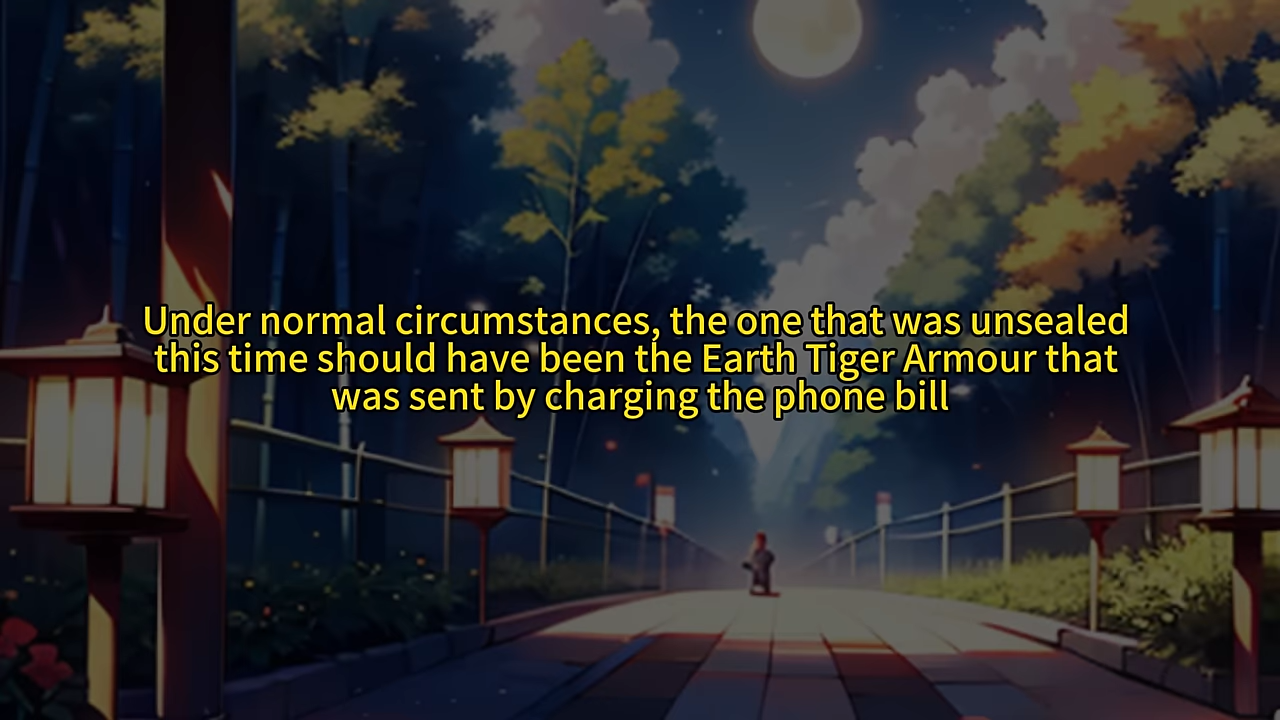 Under normal circumstances, the one that was unsealed
this time should have been the Earth Tiger Armour that
was sent by charging the phone bill